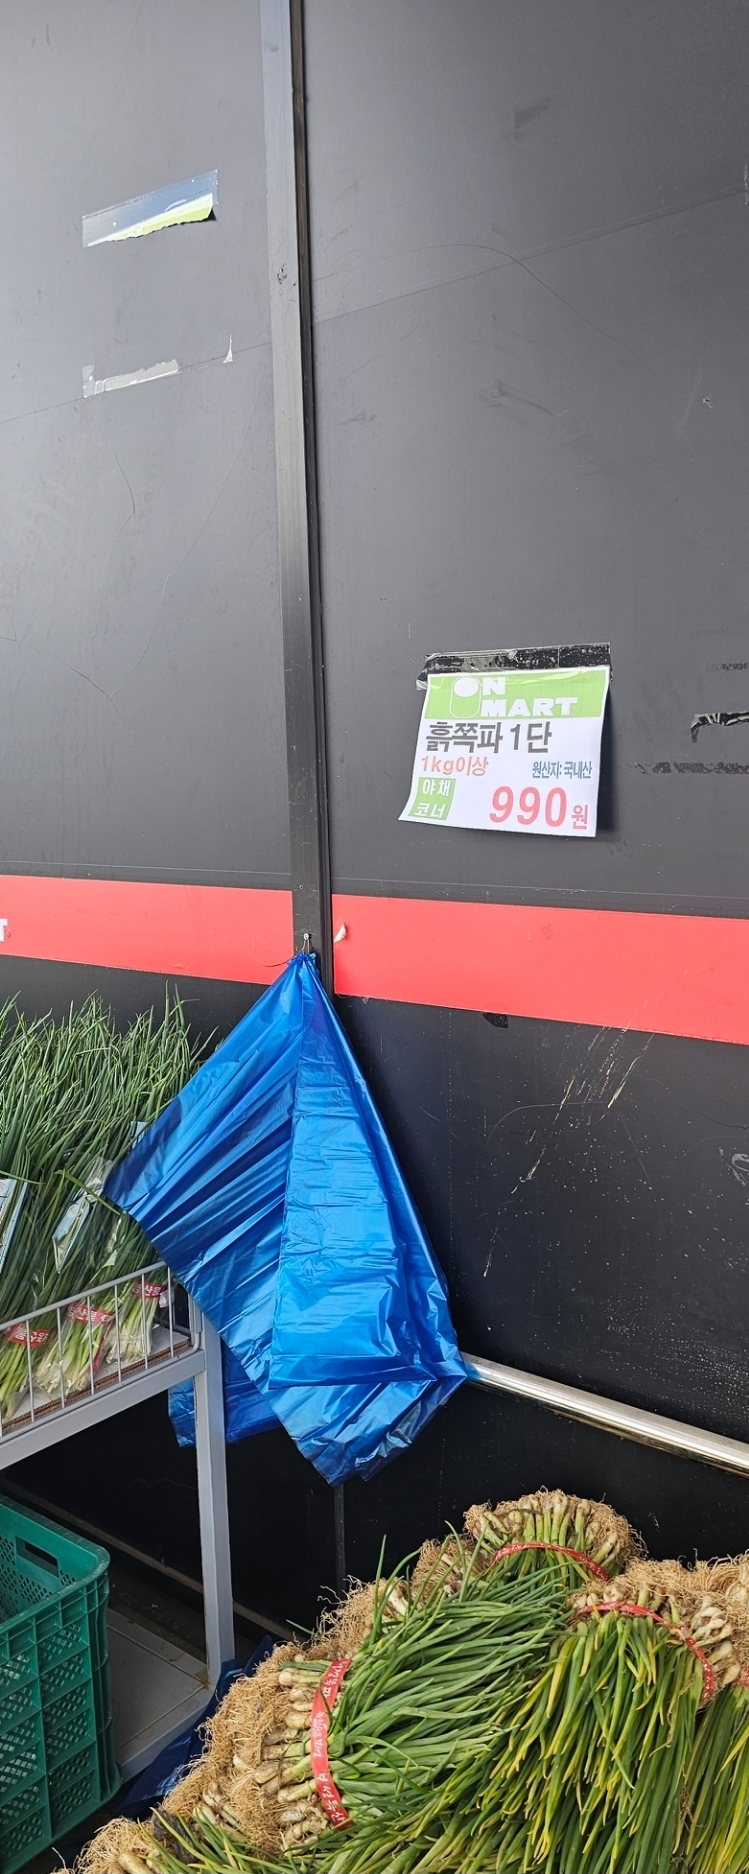 ON
MART
흙쪽파 1단
1kg이상 원산지:국내산
야채
코너
990원
T